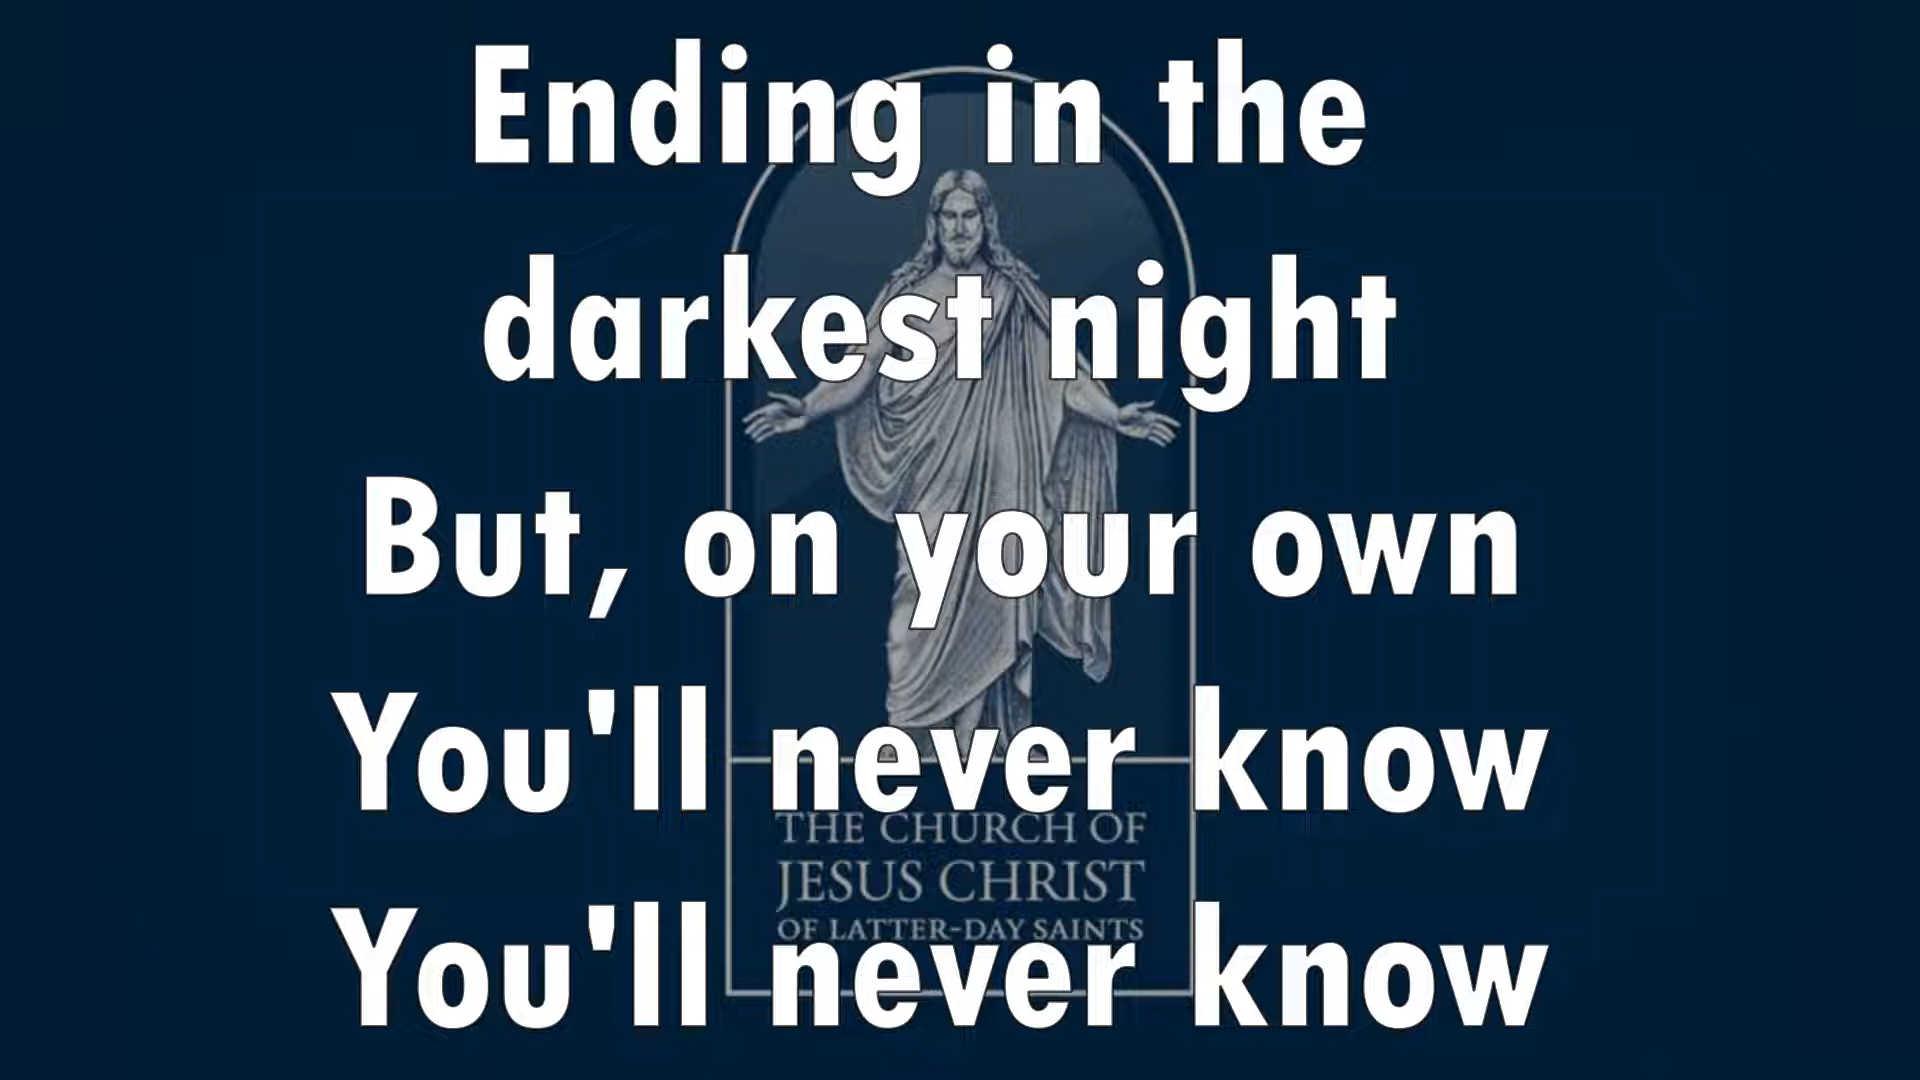 Ending in the
darkest night
But, on your own
You'll never know
THE CHURCH OF
JESUS CHRIST
OF LATTER-DAY SAINTS
You'll never know